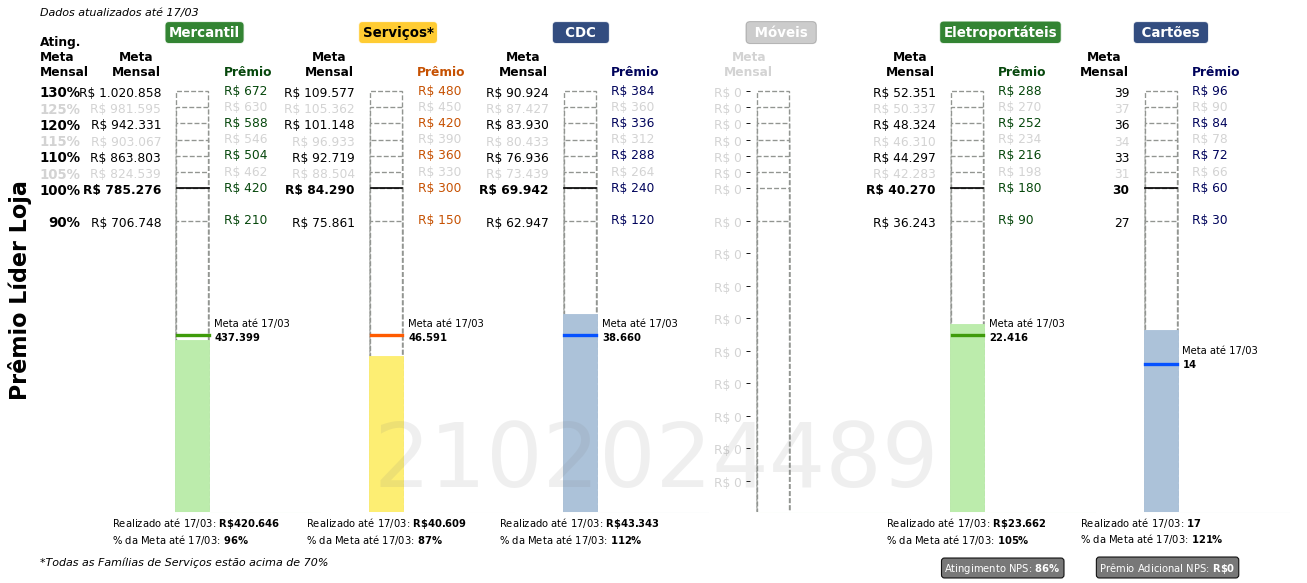 Dados atualizados até 17/03
Mercantil Serviços* CDC Móveis Eletroportáteis Cartões
Ating. Meta Mensal
Meta Mensal Prêmio Meta Mensal Prêmio Meta Mensal Prêmio Meta Mensal Meta Mensal Prêmio Meta Mensal Prêmio
130% R$ 1.020.858 R$ 672 R$ 109.577 R$ 480 R$ 90.924 R$ 384 R$ 0 R$ 52.351 R$ 288 39 R$ 96
125% R$ 981.595 R$ 630 R$ 105.362 R$ 450 R$ 87.427 R$ 360 R$ 0 R$ 50.337 R$ 270 37 R$ 90
120% R$ 942.331 R$ 588 R$ 101.148 R$ 420 R$ 83.930 R$ 336 R$ 0 R$ 48.324 R$ 252 36 R$ 84
115% R$ 903.067 R$ 546 R$ 96.933 R$ 390 R$ 80.433 R$ 312 R$ 0 R$ 46.310 R$ 234 34 R$ 78
110% R$ 863.803 R$ 504 R$ 92.719 R$ 360 R$ 76.936 R$ 288 R$ 0 R$ 44.297 R$ 216 33 R$ 72
105% R$ 824.539 R$ 462 R$ 88.504 R$ 330 R$ 73.439 R$ 264 R$ 0 R$ 42.283 R$ 198 31 R$ 66
100% R$ 785.276 R$ 420 R$ 84.290 R$ 300 R$ 69.942 R$ 240 R$ 0 R$ 40.270 R$ 180 30 R$ 60
90% R$ 706.748 R$ 210 R$ 75.861 R$ 150 R$ 62.947 R$ 120 R$ 0 R$ 36.243 R$ 90 27 R$ 30
R$ 0
R$ 0
R$ 0
R$ 0
R$ 0
R$ 0
R$ 0
R$ 0
Prêmio Líder Loja
Meta até 17/03 Meta até 17/03 Meta até 17/03 Meta até 17/03 Meta até 17/03
437.399 46.591 38.660 22.416 14
2102024489
Realizado até 17/03: R$420.646 Realizado até 17/03: R$40.609 Realizado até 17/03: R$43.343 Realizado até 17/03: R$23.662 Realizado até 17/03: 17
% da Meta até 17/03: 96% % da Meta até 17/03: 87% % da Meta até 17/03: 112% % da Meta até 17/03: 105% % da Meta até 17/03: 121%
*Todas as Famílias de Serviços estão acima de 70%
Atingimento NPS: 86% Prêmio Adicional NPS: R$0